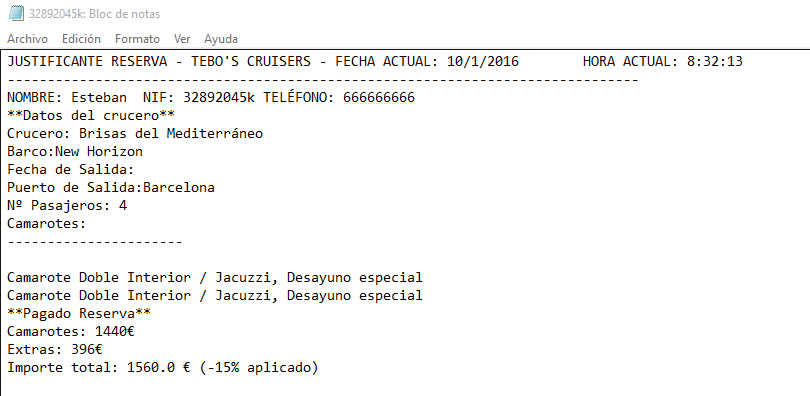 32892045k: Bloc de notas
Archivo Edición Formato Ver Ayuda
JUSTIFICANTE RESERVA - TEBO'S CRUISERS - FECHA ACTUAL: 10/1/2016 HORA ACTUAL: 8:32:13
-------------------------------------------------------------------------------
NOMBRE: Esteban NIF: 32892045k TELÉFONO: 666666666
**Datos del crucero**
Crucero: Brisas del Mediterráneo
Barco:New Horizon
Fecha de Salida:
Puerto de Salida:Barcelona
Nº Pasajeros: 4
Camarotes:
----------------------
Camarote Doble Interior / Jacuzzi, Desayuno especial
Camarote Doble Interior / Jacuzzi, Desayuno especial
**Pagado Reserva**
Camarotes: 1440€
Extras: 396€
Importe total: 1560.0 € (-15% aplicado)